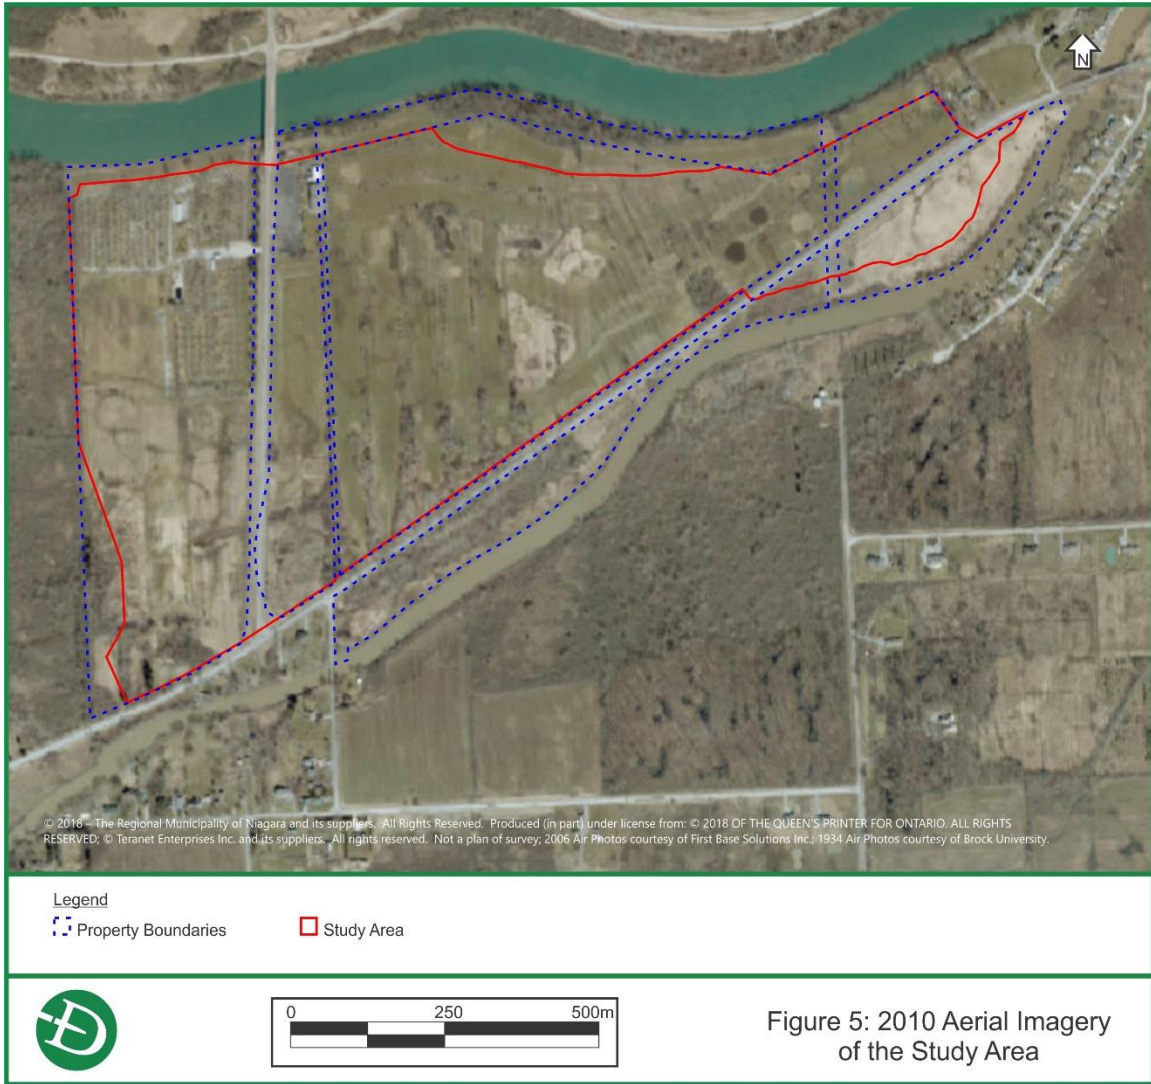 N
© 2018 – The Regional Municipality of Niagara and its suppliers. All Rights Reserved. Produced (in part) under license from: © 2018 OF THE QUEEN'S PRINTER FOR ONTARIO. ALL RIGHTS
RESERVED; © Teranet Enterprises Inc. and its suppliers. All rights reserved. Not a plan of survey; 2006 Air Photos courtesy of First Base Solutions Inc.; 1934 Air Photos courtesy of Brock University.
Legend
Property Boundaries
Study Area
0 250 500m
Figure 5: 2010 Aerial Imagery
of the Study Area